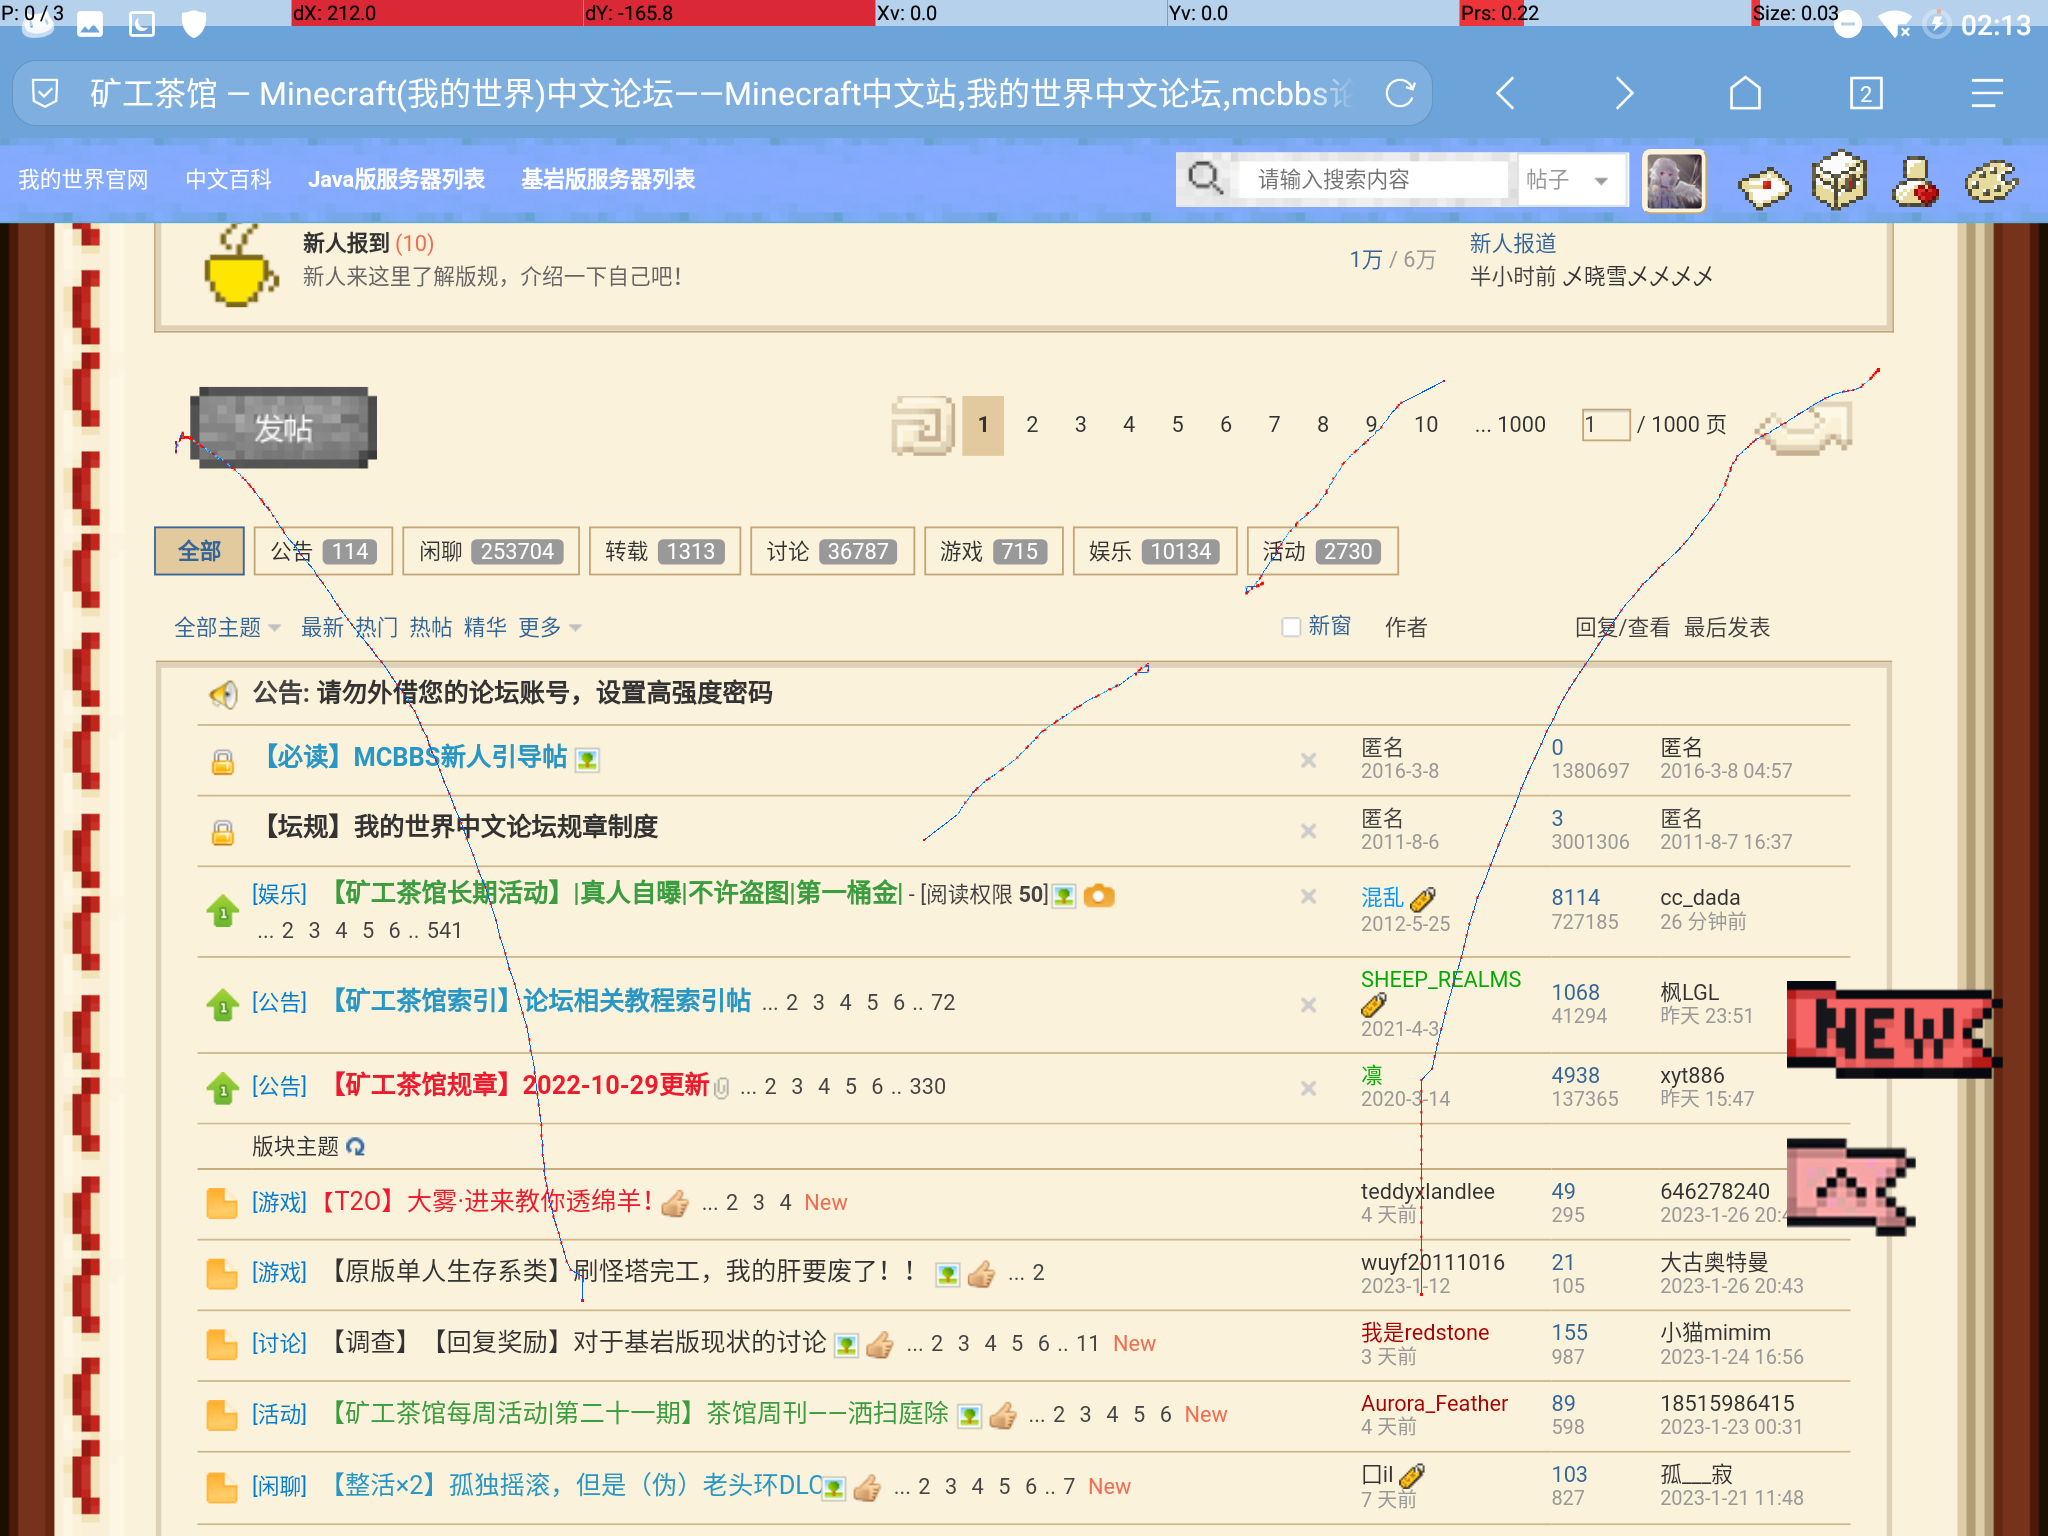 P: 0 / 3 dX: 212.0 dY: -165.8 Xv: 0.0 Yv: 0.0 Prs: 0.22 Size: 0.03
02:13
矿工茶馆 — Minecraft(我的世界)中文论坛——Minecraft中文站,我的世界中文论坛,mcbbs论
2
我的世界官网 中文百科 Java版服务器列表 基岩版服务器列表 请输入搜索内容 帖子
新人报到 (10)
新人来这里了解版规，介绍一下自己吧！
1万 / 6万
新人报道
半小时前 乄晓雪乄乄乄乄
发帖
1 2 3 4 5 6 7 8 9 10 ... 1000 1 / 1000 页
全部 公告 114 闲聊 253704 转载 1313 讨论 36787 游戏 715 娱乐 10134 活动 2730
全部主题 最新 热门 热帖 精华 更多 新窗 作者 回复/查看 最后发表
公告: 请勿外借您的论坛账号，设置高强度密码
【必读】MCBBS新人引导帖 匿名 0 匿名
2016-3-8 1380697 2016-3-8 04:57
【坛规】我的世界中文论坛规章制度 匿名 3 匿名
2011-8-6 3001306 2011-8-7 16:37
[娱乐] 【矿工茶馆长期活动】|真人自曝|不许盗图|第一桶金| - [阅读权限 50] 混乱 8114 cc_dada
... 2 3 4 5 6 .. 541 2012-5-25 727185 26 分钟前
[公告] 【矿工茶馆索引】论坛相关教程索引帖 ... 2 3 4 5 6 .. 72 SHEEP_REALMS 1068 枫LGL
2021-4-3 41294 昨天 23:51
NEW
[公告] 【矿工茶馆规章】2022-10-29更新 ... 2 3 4 5 6 .. 330 凛 4938 xyt886
2020-3-14 137365 昨天 15:47
版块主题
[游戏] 【T2O】大雾·进来教你透绵羊！ ... 2 3 4 New teddyxlandlee 49 646278240
4 天前 295 2023-1-26 20:4
[游戏] 【原版单人生存系类】刷怪塔完工，我的肝要废了！！ ... 2 wuyf20111016 21 大古奥特曼
2023-1-12 105 2023-1-26 20:43
[讨论] 【调查】【回复奖励】对于基岩版现状的讨论 ... 2 3 4 5 6 .. 11 New 我是redstone 155 小猫mimim
3 天前 987 2023-1-24 16:56
[活动] 【矿工茶馆每周活动|第二十一期】茶馆周刊——洒扫庭除 ... 2 3 4 5 6 New Aurora_Feather 89 18515986415
4 天前 598 2023-1-23 00:31
[闲聊] 【整活×2】孤独摇滚，但是（伪）老头环DLC ... 2 3 4 5 6 .. 7 New 囗il 103 孤___寂
7 天前 827 2023-1-21 11:48